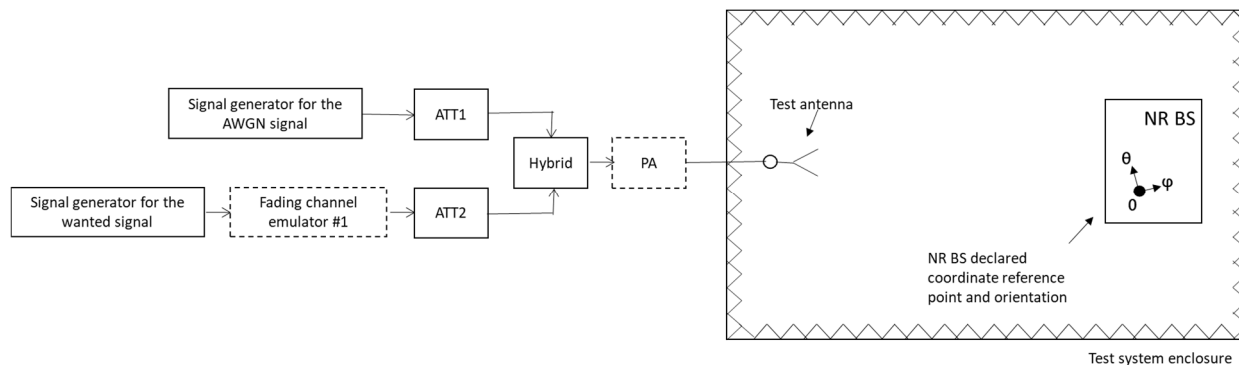 Signal generator for the
AWGN signal
ATT1
Hybrid
PA
Signal generator for the
wanted signal
Fading channel
emulator #1
ATT2
Test antenna
NR BS
θ
φ
0
NR BS declared
coordinate reference
point and orientation
Test system enclosure